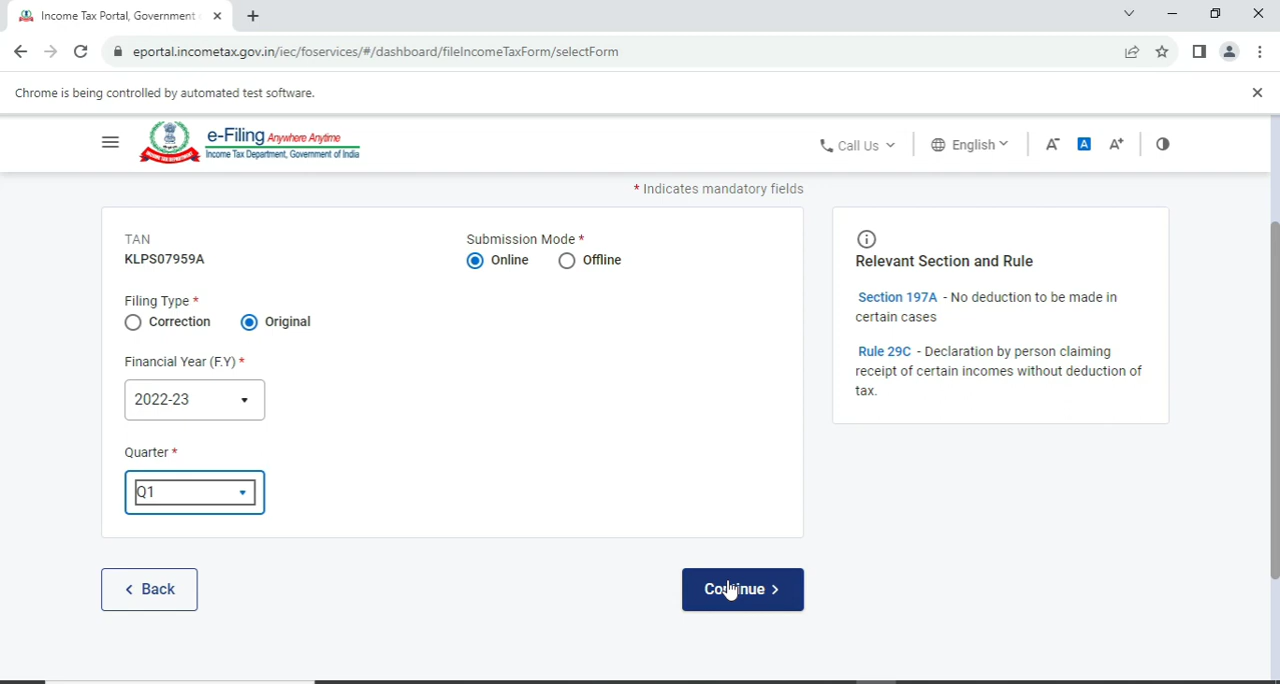 Income Tax Portal, Government
eportal.incometax.gov.in/iec/foservices/#/dashboard/fileIncomeTaxForm/selectForm
Chrome is being controlled by automated test software.
e-Filing Anywhere Anytime
Income Tax Department, Government of India
Call Us
English
A-
A
A+
* Indicates mandatory fields
TAN
KLPS07959A
Submission Mode *
Online
Offline
Filing Type *
Correction
Original
Financial Year (F.Y) *
2022-23
Quarter *
Q1
< Back
Continue >
Relevant Section and Rule
Section 197A - No deduction to be made in
certain cases
Rule 29C - Declaration by person claiming
receipt of certain incomes without deduction of
tax.